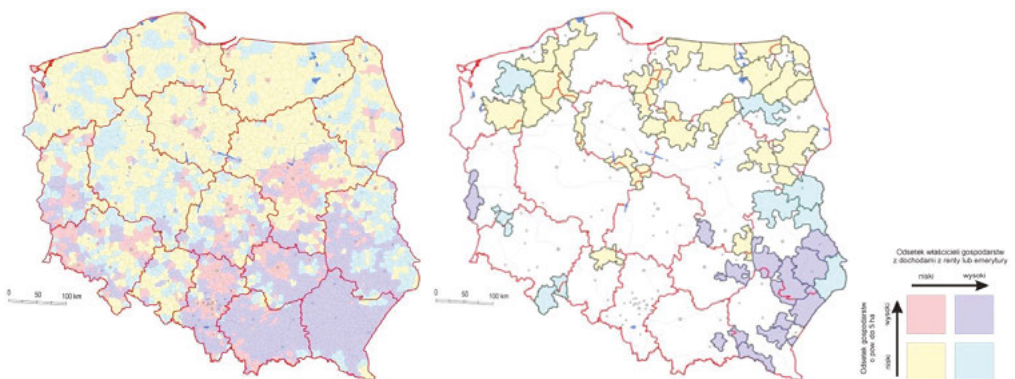 0 50 100 km
0 50 100 km
Odsetek właścicieli gospodarstw
z dochodami z renty lub emerytury
niski wysoki
Odsetek gospodarstw
o pow. do 5 ha
wysoki
niski